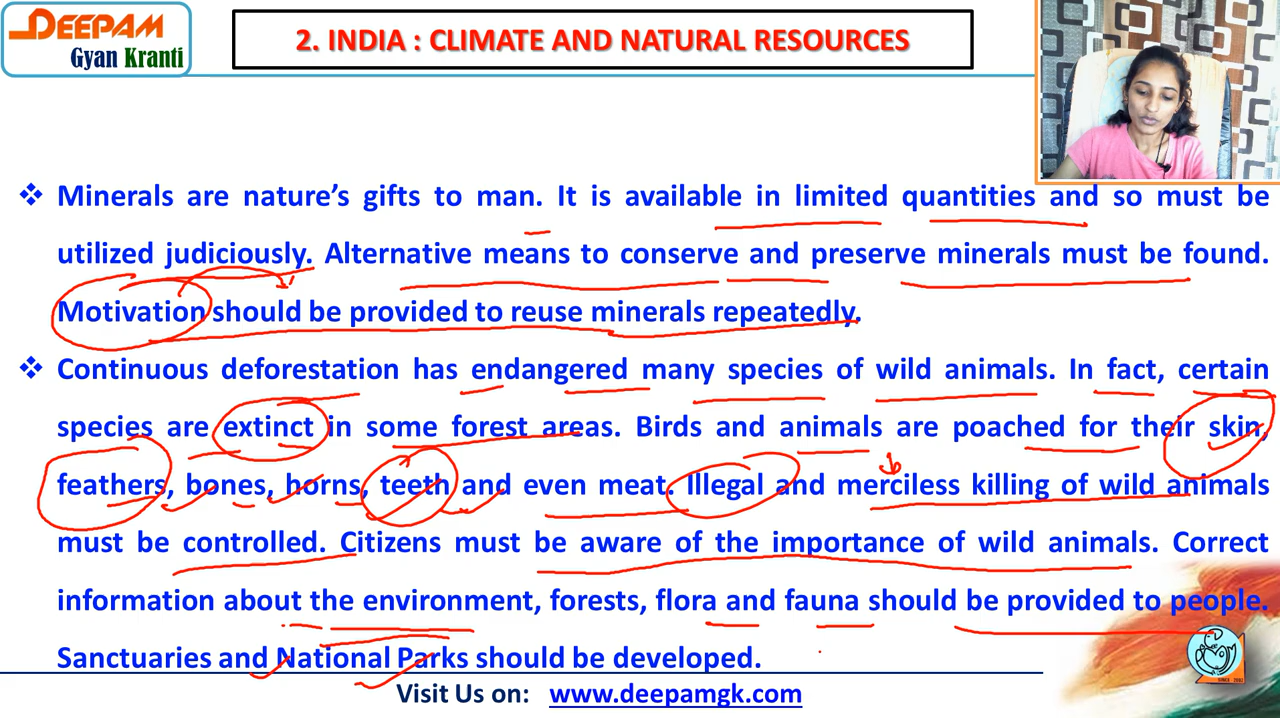 DEEPAM
Gyan Kranti
2. INDIA : CLIMATE AND NATURAL RESOURCES
❖ Minerals are nature’s gifts to man. It is available in limited quantities and so must be
utilized judiciously. Alternative means to conserve and preserve minerals must be found.
Motivation should be provided to reuse minerals repeatedly.
❖ Continuous deforestation has endangered many species of wild animals. In fact, certain
species are extinct in some forest areas. Birds and animals are poached for their skin,
feathers, bones, horns, teeth and even meat. Illegal and merciless killing of wild animals
must be controlled. Citizens must be aware of the importance of wild animals. Correct
information about the environment, forests, flora and fauna should be provided to people.
Sanctuaries and National Parks should be developed.
Visit Us on: www.deepamgk.com